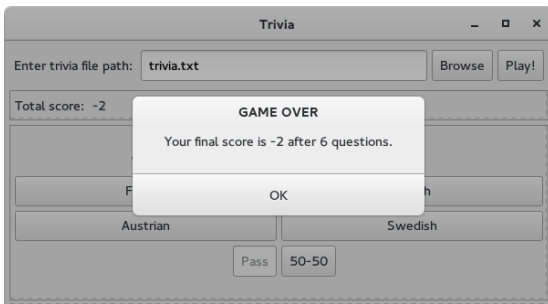 Trivia
Enter trivia file path: trivia.txt Browse Play!
Total score: -2
GAME OVER
Your final score is -2 after 6 questions.
OK
Austrian Swedish
Pass 50-50